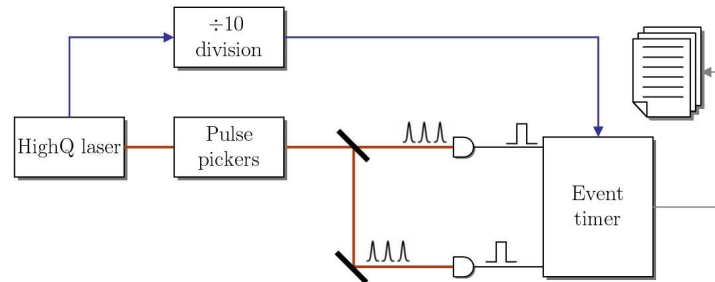 ÷10
division
HighQ laser
Pulse
pickers
Event
timer